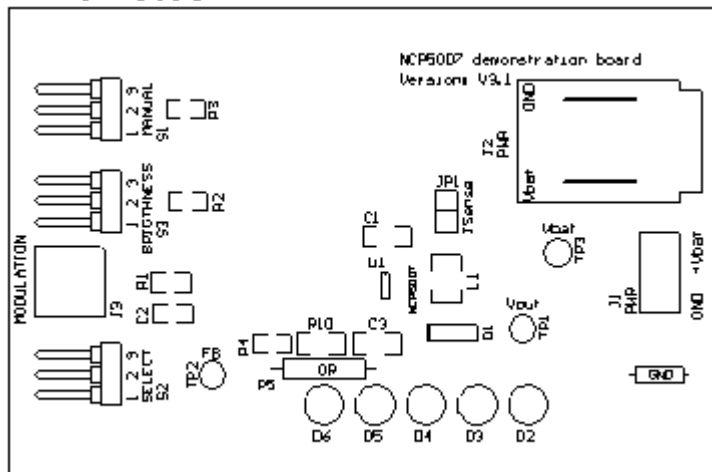 NCP5007 demonstration board
Version: V3.1
3
2
1
MANUAL
S1
R3
GND
J2
PWR
Vbat
3
2
1
BRIGTHNESS
S3
R2
JP1
ISense
C1
U1
NCP5007
L1
Vbat
TP3
J1
PWR
+Vbat
GND
MODULATION
J3
R1
C2
Vout
TP1
D1
3
2
1
SELECT
S2
FB
TP2
R4
R10
C3
R5
0R
GND
D6
D5
D4
D3
D2